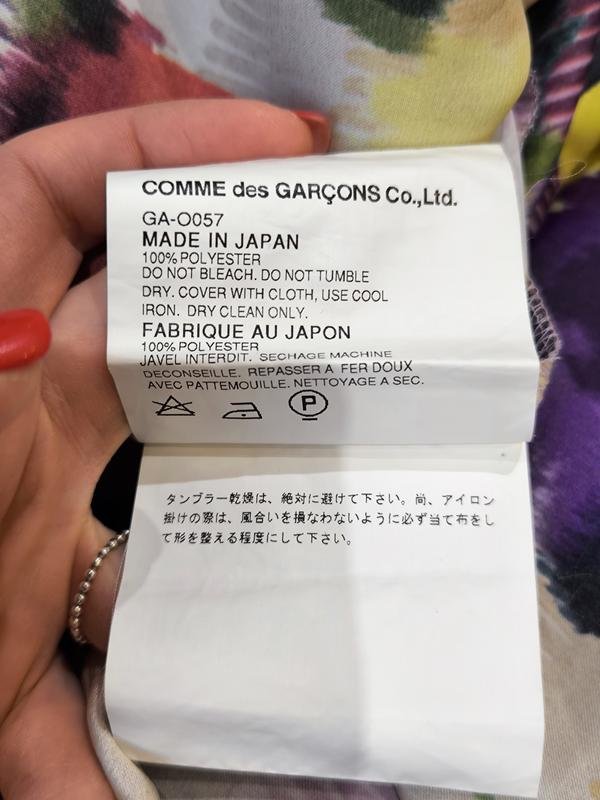 COMME des GARÇONS Co.,Ltd.
GA-O057
MADE IN JAPAN
100% POLYESTER
DO NOT BLEACH. DO NOT TUMBLE
DRY. COVER WITH CLOTH, USE COOL
IRON. DRY CLEAN ONLY.
FABRIQUE AU JAPON
100% POLYESTER
JAVEL INTERDIT. SECHAGE MACHINE
DECONSEILLE. REPASSER A FER DOUX
AVEC PATTEMOUILLE. NETTOYAGE A SEC.
P
タンブラー乾燥は、絶対に避けて下さい。尚、アイロン
掛けの際は、風合いを損なわないように必ず当て布をし
て形を整える程度にして下さい。